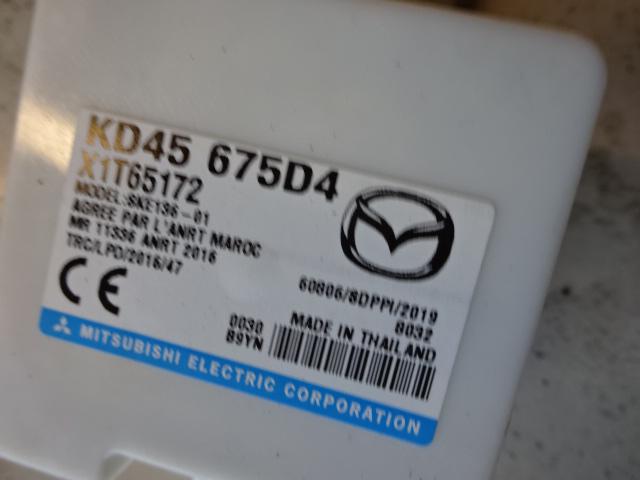 KD45 675D4
X1T65172
MODEL:SKE136-01
AGREE PAR L'ANRT MAROC
MR 11336 ANRT 2016
TRC/LPD/2016/47
60806/SDPPI/2019
8032
CE
0030
B9YN
MADE IN THAILAND
MITSUBISHI ELECTRIC CORPORATION